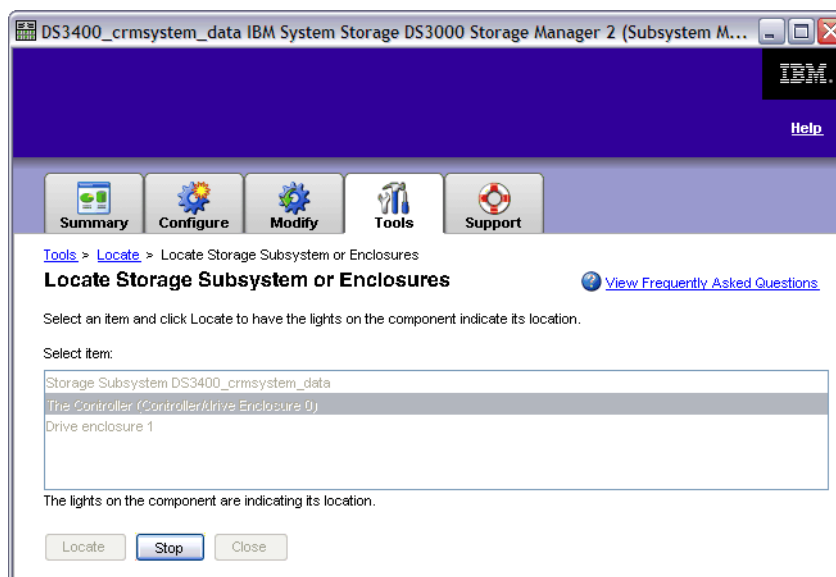 DS3400_crmsystem_data IBM System Storage DS3000 Storage Manager 2 (Subsystem M...
IBM.
Help
Summary Configure Modify Tools Support
Tools > Locate > Locate Storage Subsystem or Enclosures
Locate Storage Subsystem or Enclosures
View Frequently Asked Questions
Select an item and click Locate to have the lights on the component indicate its location.
Select item:
Storage Subsystem DS3400_crmsystem_data
The Controller (Controller/drive Enclosure 0)
Drive enclosure 1
The lights on the component are indicating its location.
Locate Stop Close